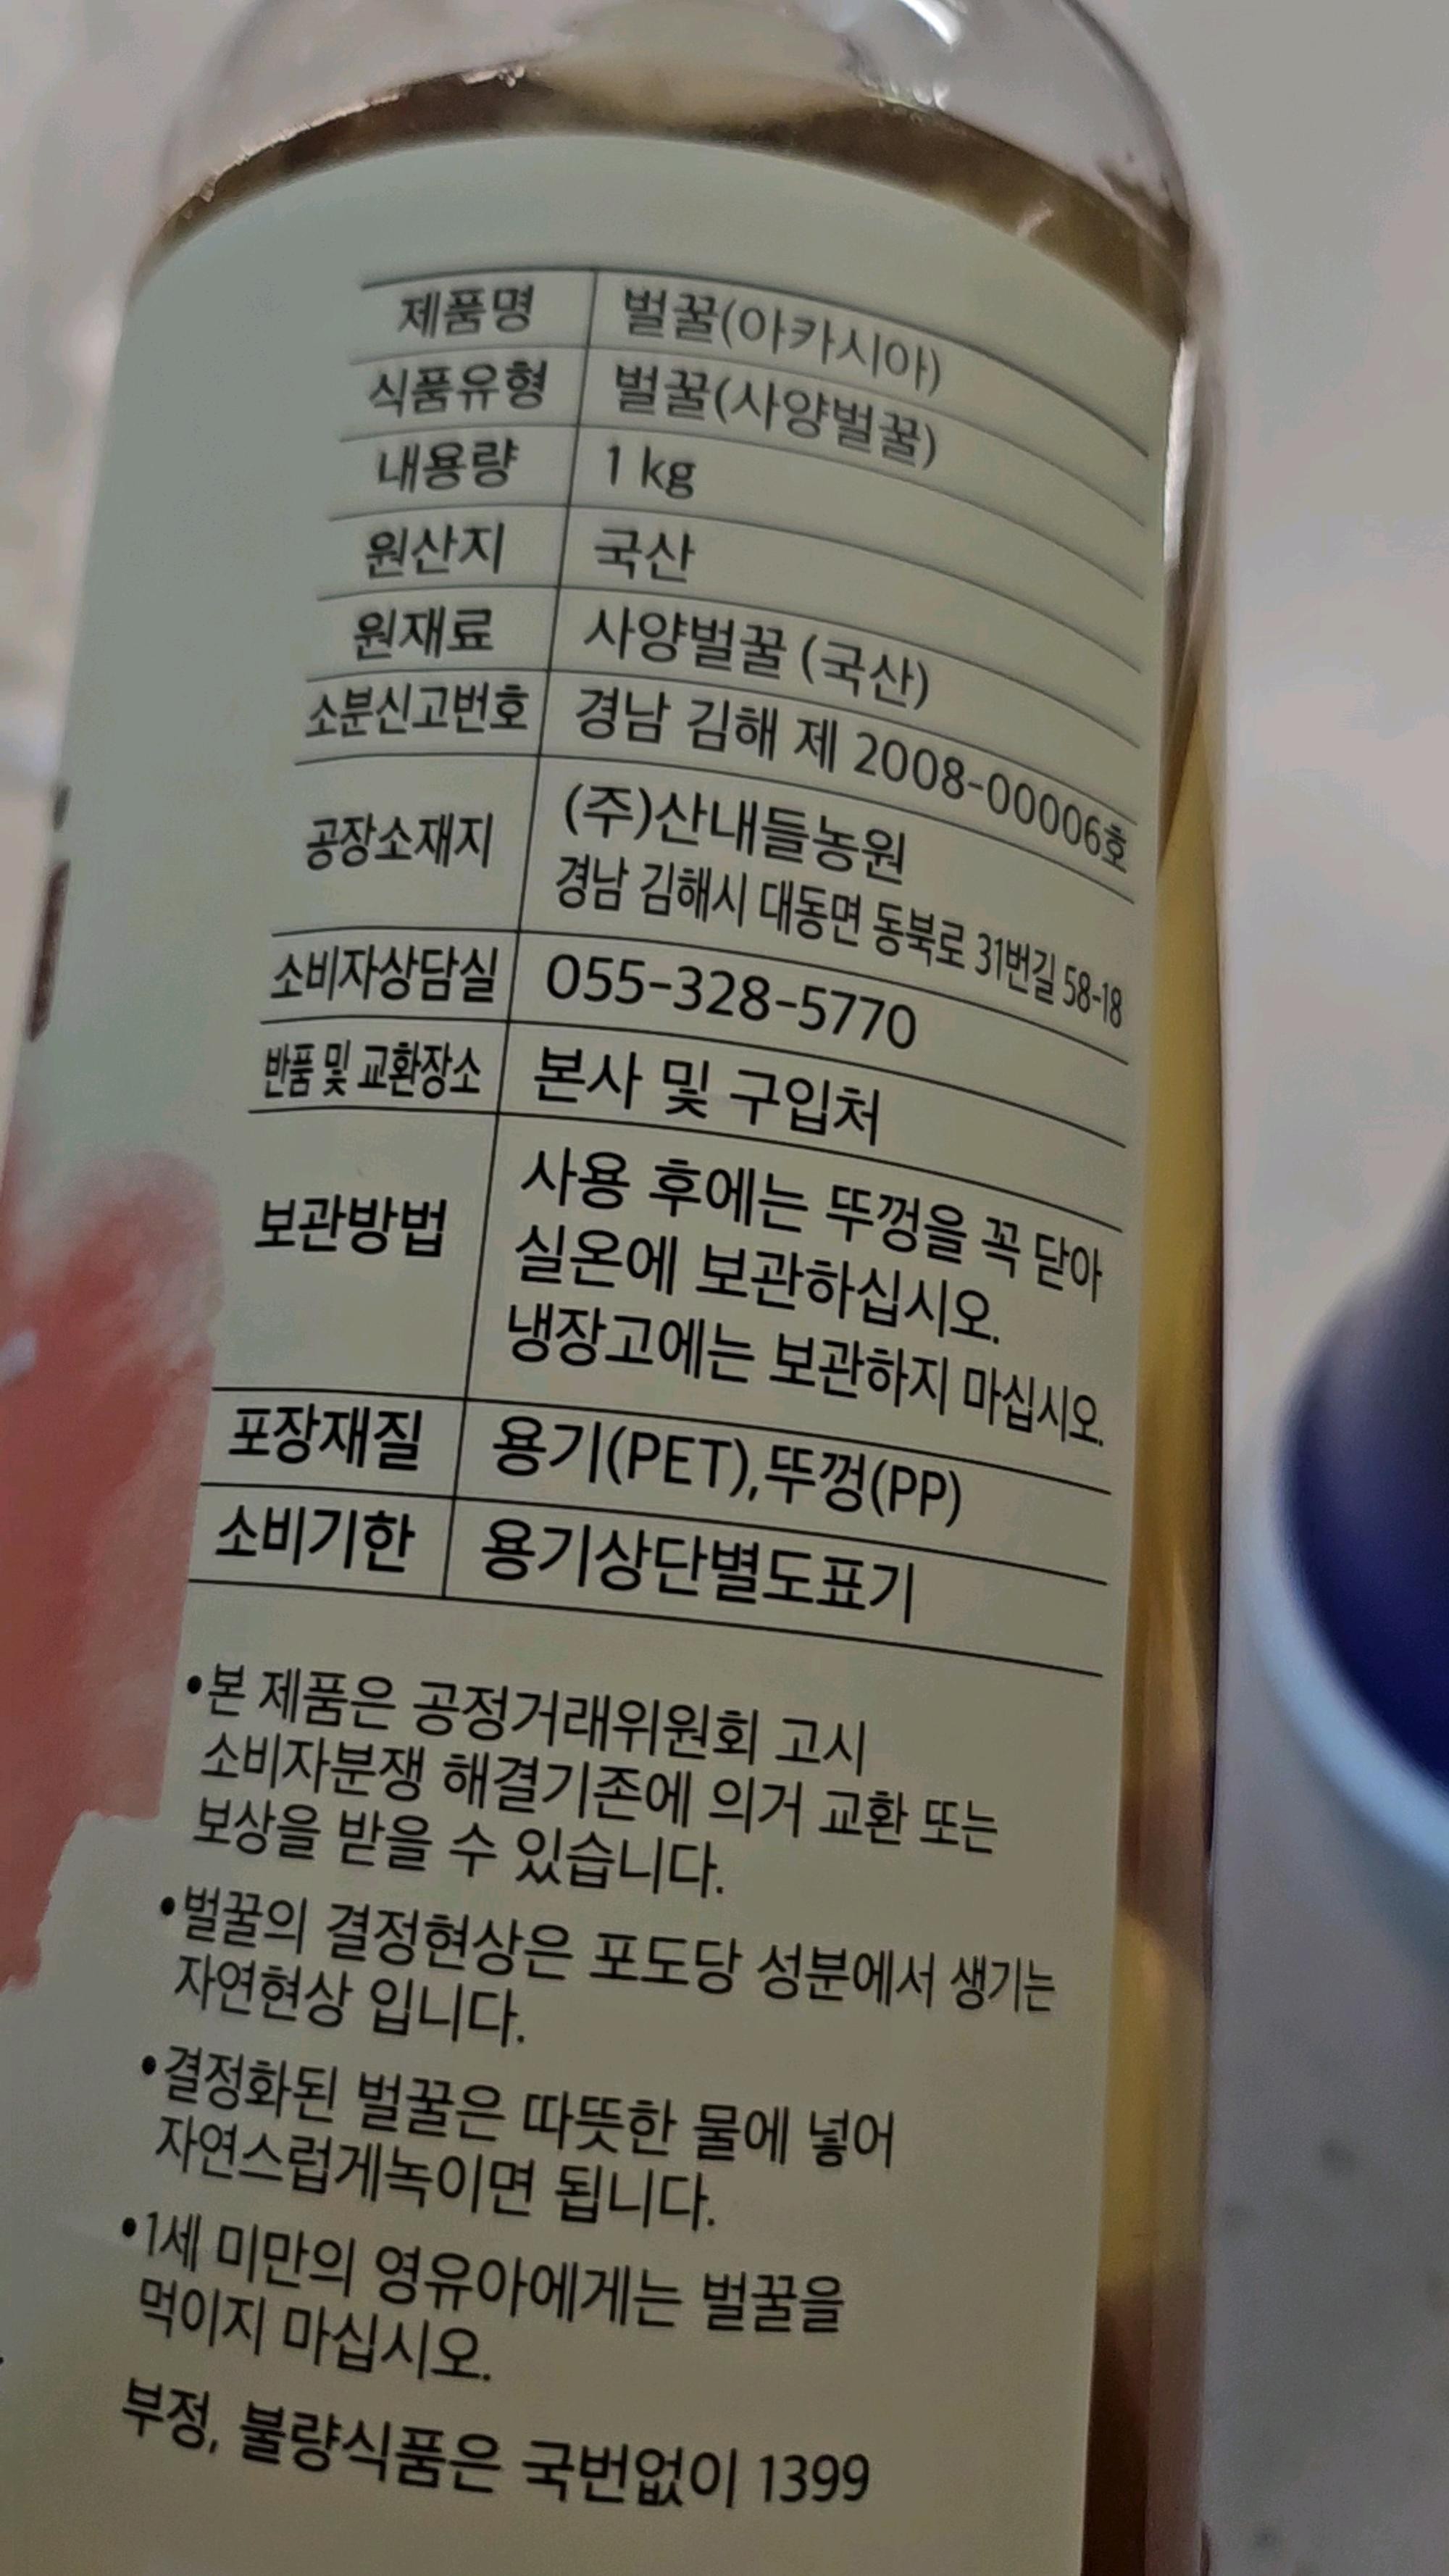 제품명 벌꿀(아카시아)
식품유형 벌꿀(사양벌꿀)
내용량 1 kg
원산지 국산
원재료 사양벌꿀 (국산)
소분신고번호 경남 김해 제 2008-00006호
공장소재지 (주)산내들농원
경남 김해시 대동면 동북로 31번길 58-18
소비자상담실 055-328-5770
반품 및 교환장소 본사 및 구입처
보관방법 사용 후에는 뚜껑을 꼭 닫아
실온에 보관하십시오.
냉장고에는 보관하지 마십시오.
포장재질 용기(PET),뚜껑(PP)
소비기한 용기상단별도표기
•본 제품은 공정거래위원회 고시
소비자분쟁 해결기존에 의거 교환 또는
보상을 받을 수 있습니다.
•벌꿀의 결정현상은 포도당 성분에서 생기는
자연현상 입니다.
•결정화된 벌꿀은 따뜻한 물에 넣어
자연스럽게녹이면 됩니다.
•1세 미만의 영유아에게는 벌꿀을
먹이지 마십시오.
부정, 불량식품은 국번없이 1399